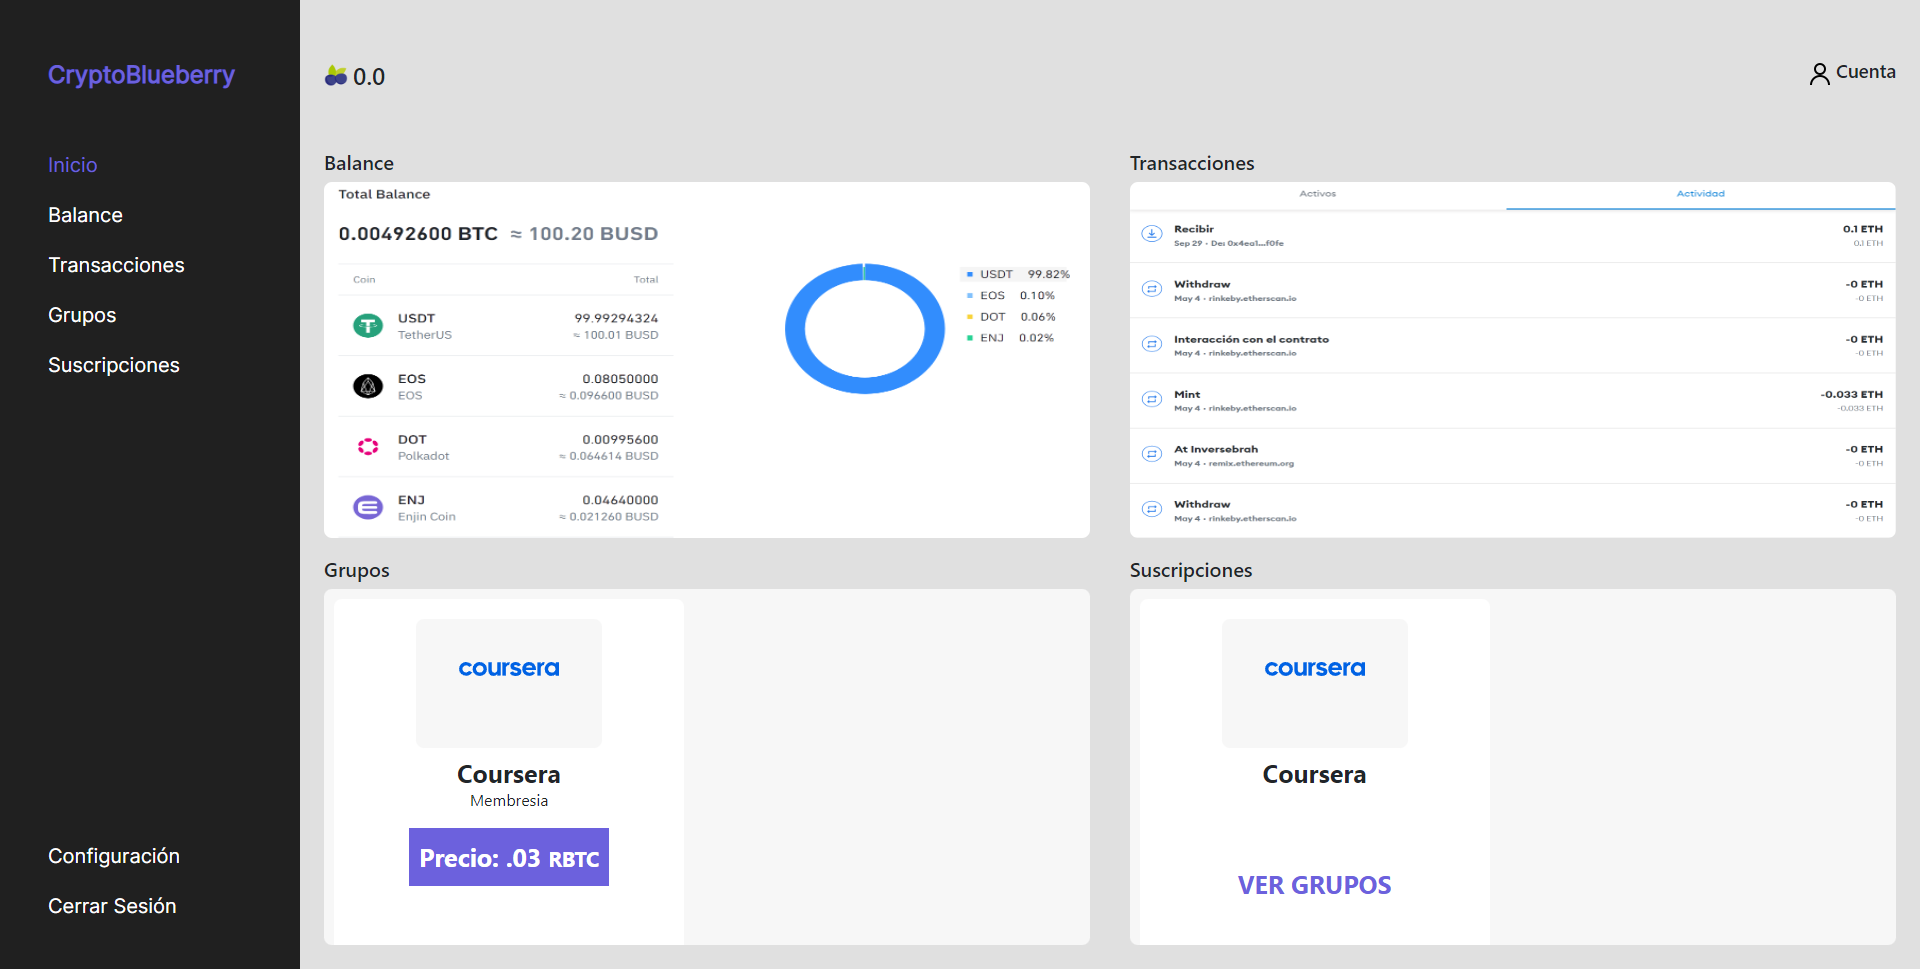 CryptoBlueberry
Inicio
Balance
Transacciones
Grupos
Suscripciones
Configuración
Cerrar Sesión
0.0
Cuenta
Balance
Total Balance
0.00492600 BTC ≈ 100.20 BUSD
Coin Total
USDT 99.99294324
TetherUS ≈ 100.01 BUSD
EOS 0.08050000
EOS ≈ 0.096600 BUSD
DOT 0.00995600
Polkadot ≈ 0.064614 BUSD
ENJ 0.04640000
Enjin Coin ≈ 0.021260 BUSD
USDT 99.82%
EOS 0.10%
DOT 0.06%
ENJ 0.02%
Transacciones
Activos Actividad
Recibir 0.1 ETH
Sep 29 · De: 0x4ea1...f0fe 0.1 ETH
Withdraw -0 ETH
May 4 · rinkeby.etherscan.io -0 ETH
Interacción con el contrato -0 ETH
May 4 · rinkeby.etherscan.io -0 ETH
Mint -0.033 ETH
May 4 · rinkeby.etherscan.io -0.033 ETH
At Inversebrah -0 ETH
May 4 · remix.ethereum.org -0 ETH
Withdraw -0 ETH
May 4 · rinkeby.etherscan.io -0 ETH
Grupos
coursera
Coursera
Membresia
Precio: .03 RBTC
Suscripciones
coursera
Coursera
VER GRUPOS